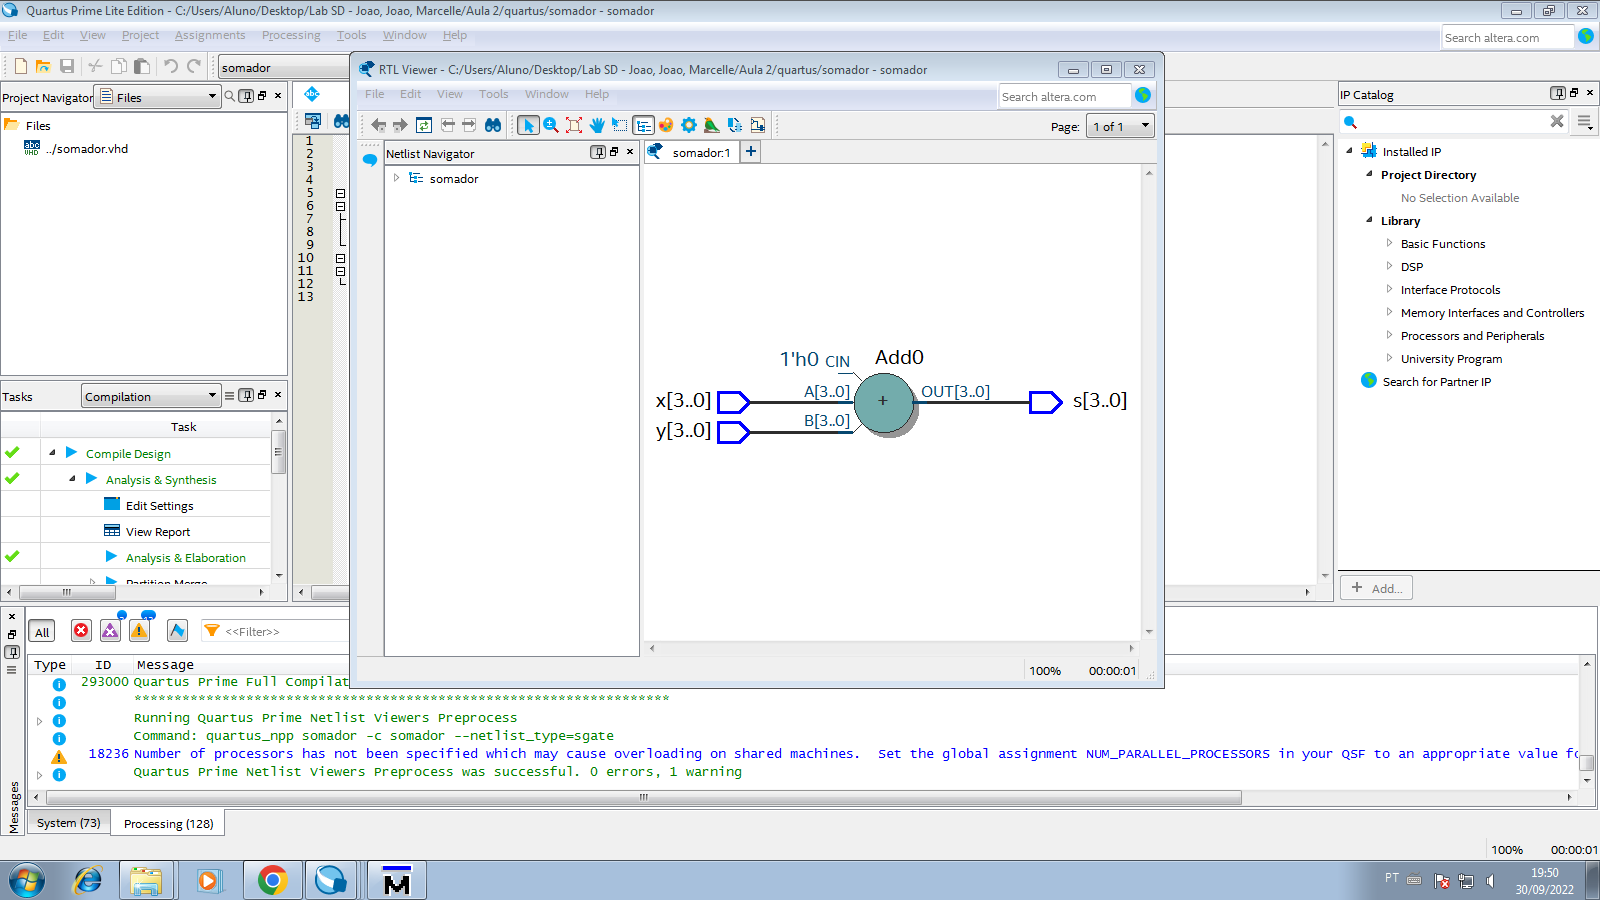 Quartus Prime Lite Edition - C:/Users/Aluno/Desktop/Lab SD - Joao, Joao, Marcelle/Aula 2/quartus/somador - somador
File Edit View Project Assignments Processing Tools Window Help
Search altera.com
somador
Project Navigator
Files
Files
../somador.vhd
Tasks
Compilation
Task
Compile Design
Analysis & Synthesis
Edit Settings
View Report
Analysis & Elaboration
Partition Merge
1
2
3
4
5
6
7
8
9
10
11
12
13
RTL Viewer - C:/Users/Aluno/Desktop/Lab SD - Joao, Joao, Marcelle/Aula 2/quartus/somador - somador
File Edit View Tools Window Help
Search altera.com
Page: 1 of 1
Netlist Navigator
somador
somador:1
1'h0 CIN
Add0
x[3..0]
A[3..0]
+
OUT[3..0]
s[3..0]
y[3..0]
B[3..0]
100%
00:00:01
IP Catalog
Installed IP
Project Directory
No Selection Available
Library
Basic Functions
DSP
Interface Protocols
Memory Interfaces and Controllers
Processors and Peripherals
University Program
Search for Partner IP
+ Add...
All
<<Filter>>
Type ID Message
293000 Quartus Prime Full Compilat
*******************************************************************
Running Quartus Prime Netlist Viewers Preprocess
Command: quartus_npp somador -c somador --netlist_type=sgate
18236 Number of processors has not been specified which may cause overloading on shared machines. Set the global assignment NUM_PARALLEL_PROCESSORS in your QSF to an appropriate value fo
Quartus Prime Netlist Viewers Preprocess was successful. 0 errors, 1 warning
Messages
System (73)
Processing (128)
100%
00:00:01
PT
19:50
30/09/2022